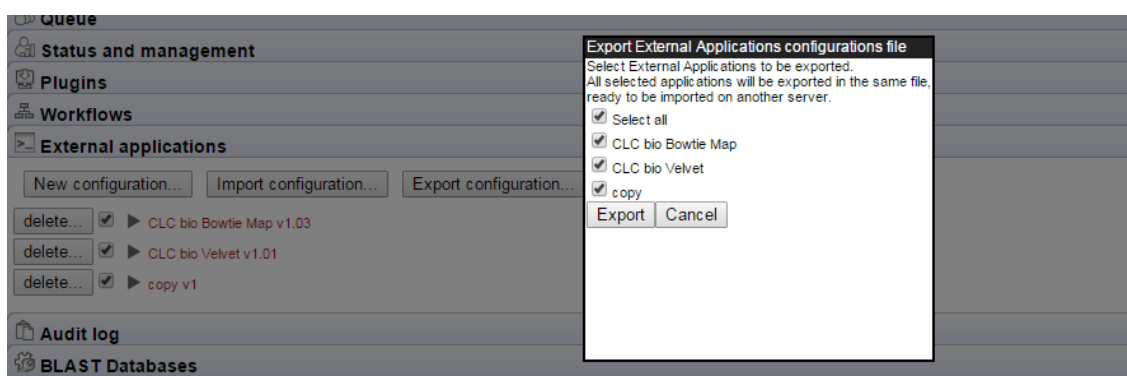 Queue
Status and management
Plugins
Workflows
External applications
New configuration... Import configuration... Export configuration...
delete... CLC bio Bowtie Map v1.03
delete... CLC bio Velvet v1.01
delete... copy v1
Audit log
BLAST Databases
Export External Applications configurations file
Select External Applications to be exported.
All selected applications will be exported in the same file,
ready to be imported on another server.
Select all
CLC bio Bowtie Map
CLC bio Velvet
copy
Export Cancel